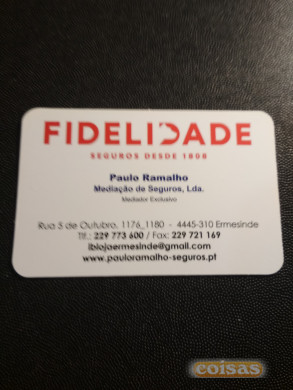 FIDELIDADE
SEGUROS DESDE 1808
Paulo Ramalho
Mediação de Seguros, Lda.
Mediador Exclusivo
Rua 5 de Outubro, 1176_1180 - 4445-310 Ermesinde
Tlf.: 229 773 600 / Fax: 229 721 169
iblojaermesinde@gmail.com
www.pauloramalho-seguros.pt
coisas